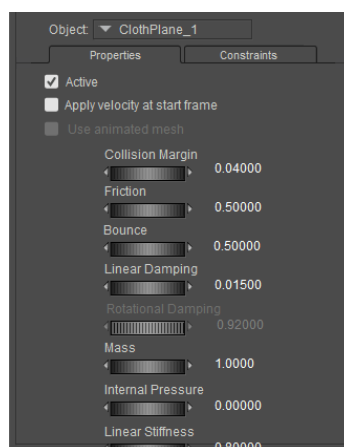 Object: ClothPlane_1
Properties Constraints
Active
Apply velocity at start frame
Use animated mesh
Collision Margin
0.04000
Friction
0.50000
Bounce
0.50000
Linear Damping
0.01500
Rotational Damping
0.92000
Mass
1.0000
Internal Pressure
0.00000
Linear Stiffness
0.80000